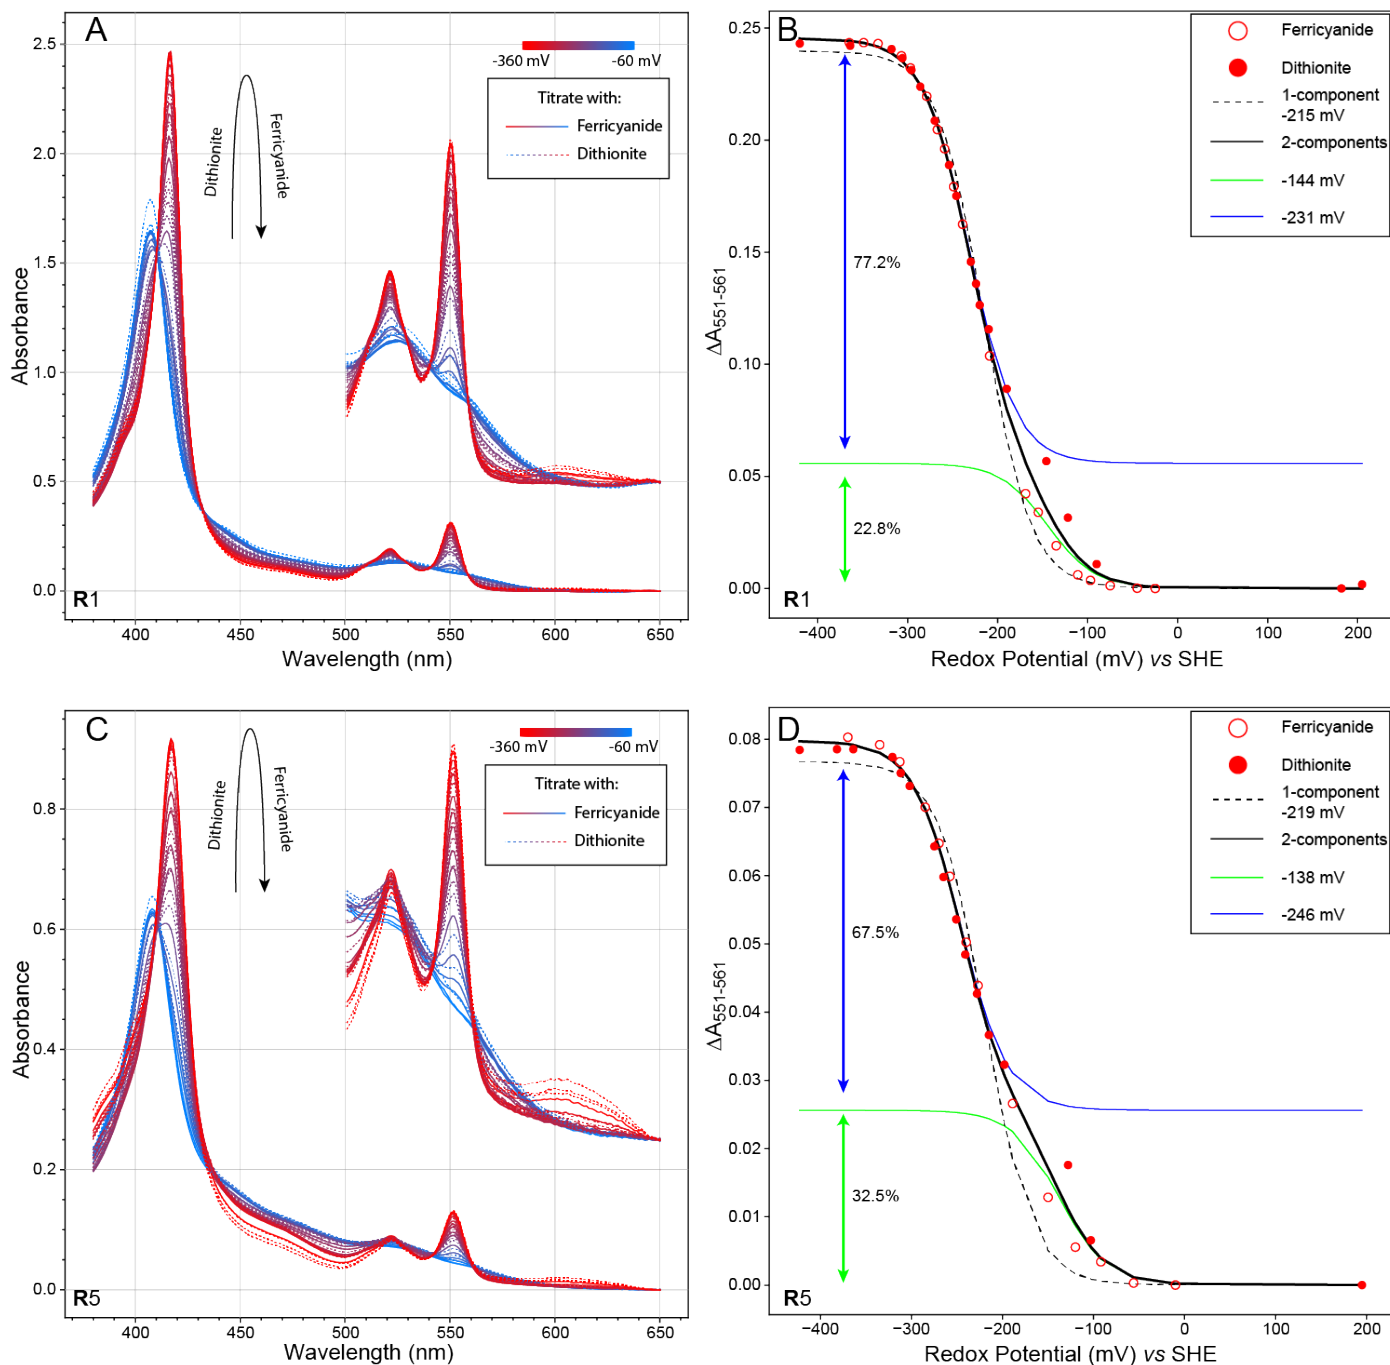 A
-360 mV
-60 mV
Titrate with:
Ferricyanide
Dithionite
Dithionite
Ferricyanide
2.5
2.0
1.5
1.0
0.5
0.0
Absorbance
R1
400
450
500
550
600
650
Wavelength (nm)
B
Ferricyanide
Dithionite
1-component
-215 mV
2-components
-144 mV
-231 mV
77.2%
22.8%
0.25
0.20
0.15
0.10
0.05
0.00
ΔA551-561
R1
−400
−300
−200
−100
0
100
200
Redox Potential (mV) vs SHE
C
-360 mV
-60 mV
Titrate with:
Ferricyanide
Dithionite
Dithionite
Ferricyanide
0.8
0.6
0.4
0.2
0.0
Absorbance
R5
400
450
500
550
600
650
Wavelength (nm)
D
Ferricyanide
Dithionite
1-component
-219 mV
2-components
-138 mV
-246 mV
67.5%
32.5%
0.08
0.07
0.06
0.05
0.04
0.03
0.02
0.01
0.00
ΔA551-561
R5
−400
−300
−200
−100
0
100
200
Redox Potential (mV) vs SHE